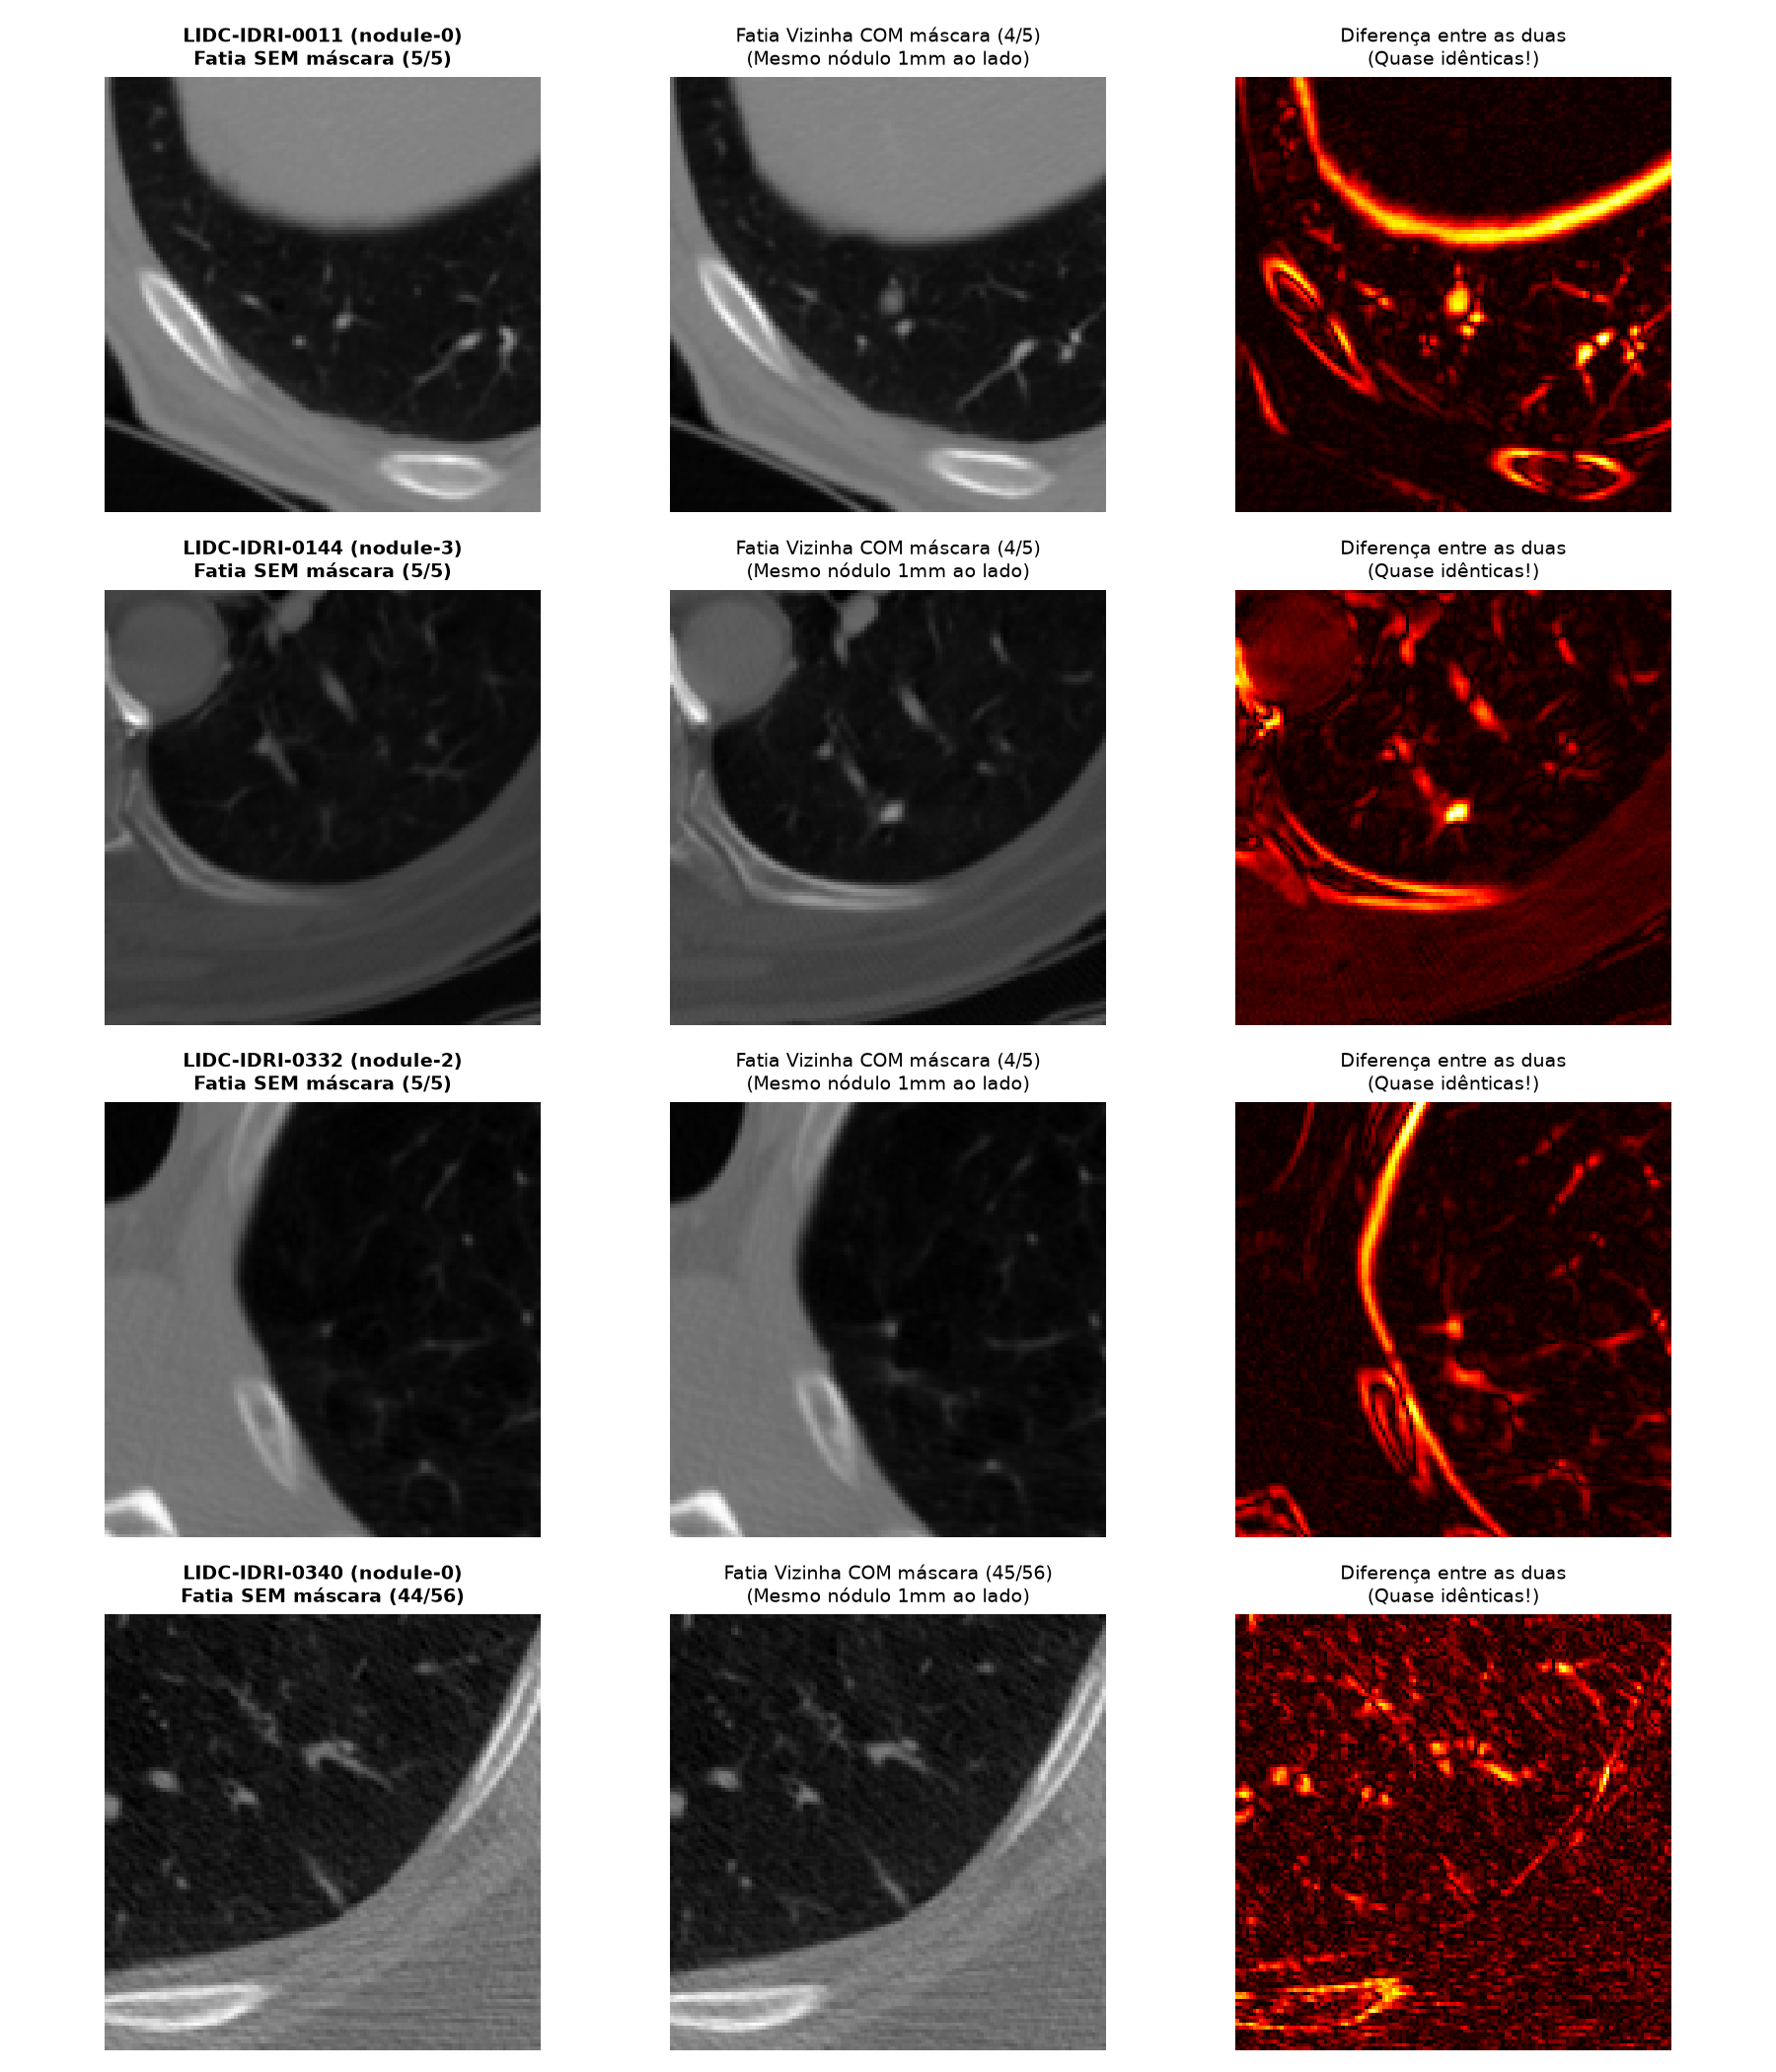 LIDC-IDRI-0011 (nodule-0)
Fatia SEM máscara (5/5)
Fatia Vizinha COM máscara (4/5)
(Mesmo nódulo 1mm ao lado)
Diferença entre as duas
(Quase idênticas!)
LIDC-IDRI-0144 (nodule-3)
Fatia SEM máscara (5/5)
Fatia Vizinha COM máscara (4/5)
(Mesmo nódulo 1mm ao lado)
Diferença entre as duas
(Quase idênticas!)
LIDC-IDRI-0332 (nodule-2)
Fatia SEM máscara (5/5)
Fatia Vizinha COM máscara (4/5)
(Mesmo nódulo 1mm ao lado)
Diferença entre as duas
(Quase idênticas!)
LIDC-IDRI-0340 (nodule-0)
Fatia SEM máscara (44/56)
Fatia Vizinha COM máscara (45/56)
(Mesmo nódulo 1mm ao lado)
Diferença entre as duas
(Quase idênticas!)